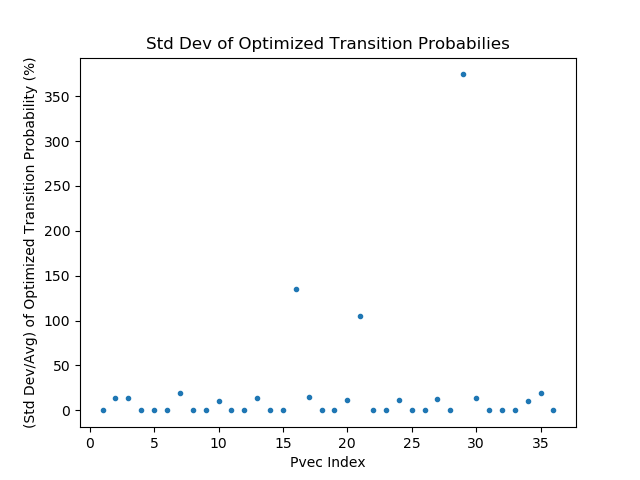 Std Dev of Optimized Transition Probabilies
(Std Dev/Avg) of Optimized Transition Probability (%)
350
300
250
200
150
100
50
0
0 5 10 15 20 25 30 35
Pvec Index